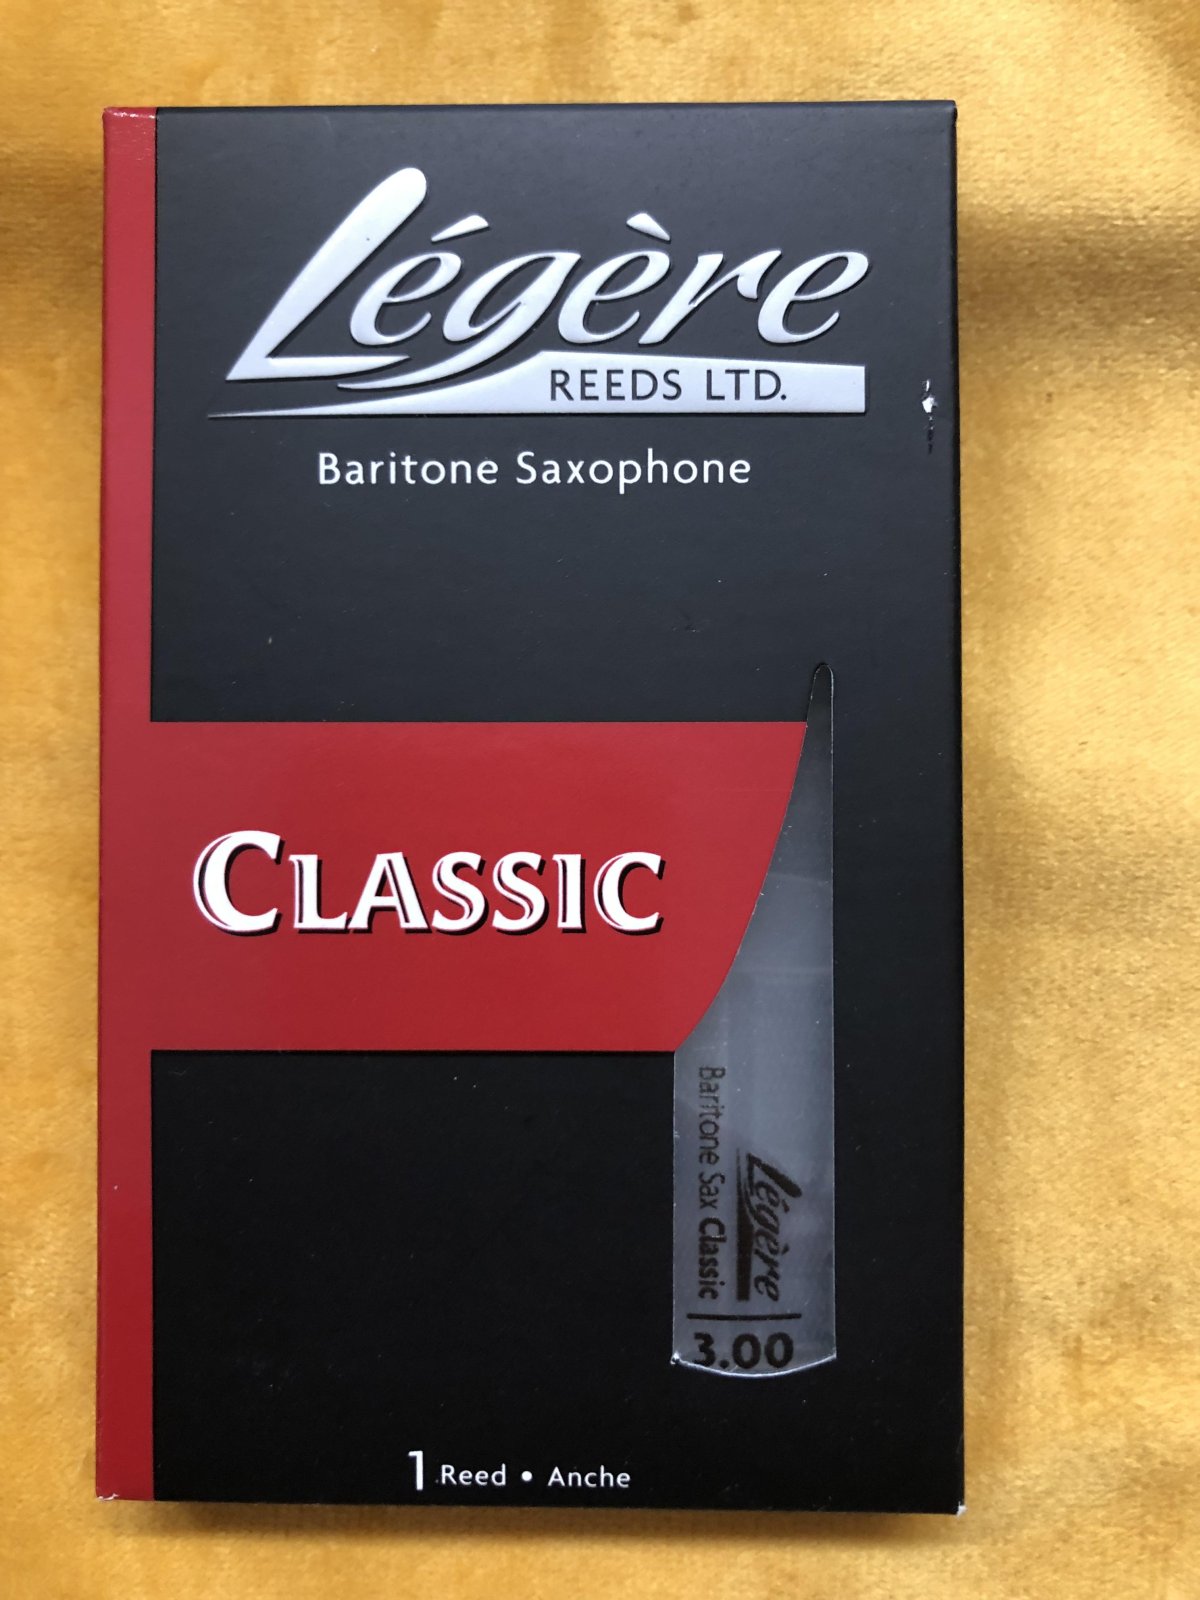 Légère
REEDS LTD.
Baritone Saxophone
CLASSIC
Légère
Baritone Sax Classic
3.00
1 Reed • Anche